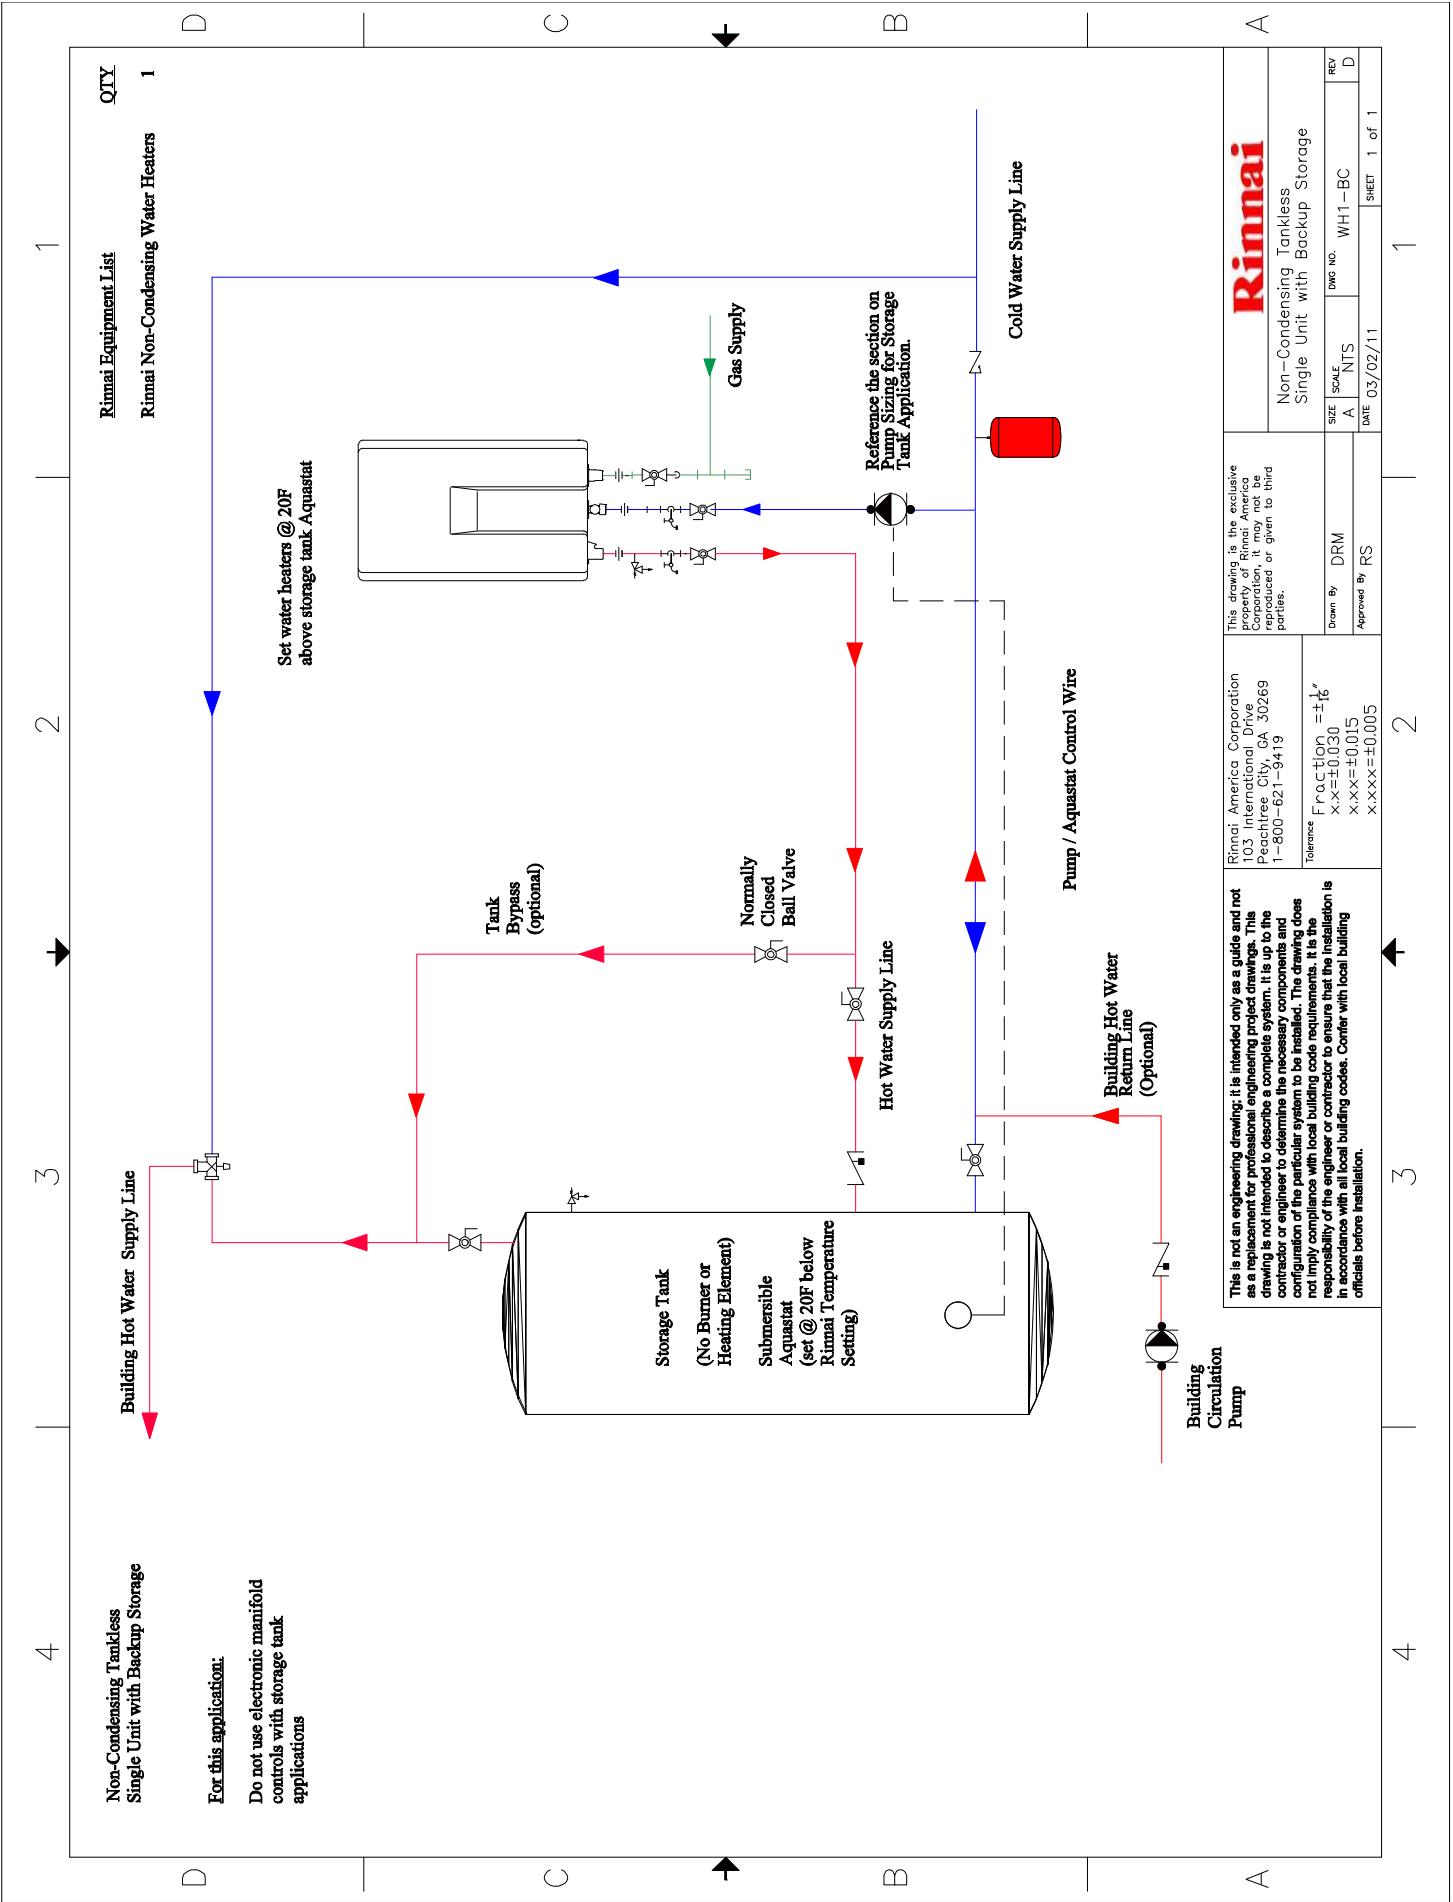 Non-Condensing Tankless
Single Unit with Backup Storage
For this application:
Do not use electronic manifold
controls with storage tank
applications
Rinnai Equipment List
QTY
Rinnai Non-Condensing Water Heaters
1
Building Hot Water  Supply Line
Set water heaters @ 20F
above storage tank Aquastat
Tank
Bypass
(optional)
Normally
Closed
Ball Valve
Gas Supply
Reference the section on
Pump Sizing for Storage
Tank Application.
Hot Water Supply Line
Cold Water Supply Line
Storage Tank
(No Burner or
Heating Element)
Submersible
Aquastat
(set @ 20F below
Rinnai Temperature
Setting)
Pump / Aquastat Control Wire
Building Hot Water
Return Line
(Optional)
Building
Circulation
Pump
This is not an engineering drawing; it is intended only as a guide and not
as a replacement for professional engineering project drawings. This
drawing is not intended to describe a complete system. It is up to the
contractor or engineer to determine the necessary components and
configuration of the particular system to be installed. The drawing does
not imply compliance with local building code requirements. It is the
responsibility of the engineer or contractor to ensure that the installation is
in accordance with all local building codes. Confer with local building
officials before installation.
Rinnai America Corporation
103 International Drive
Peachtree City, GA 30269
1-800-621-9419
Tolerance
Fraction =±1/16"
x.x=±0.030
x.xx=±0.015
x.xxx=±0.005
This drawing is the exclusive
property of Rinnai America
Corporation, it may not be
reproduced or given to third
parties.
Drawn By DRM
Approved By RS
Rinnai
Non-Condensing Tankless
Single Unit with Backup Storage
SIZE A
SCALE NTS
DWG NO. WH1-BC
REV D
DATE 03/02/11
SHEET 1 of 1
4
3
2
1
4
3
2
1
D
C
B
A
D
C
B
A